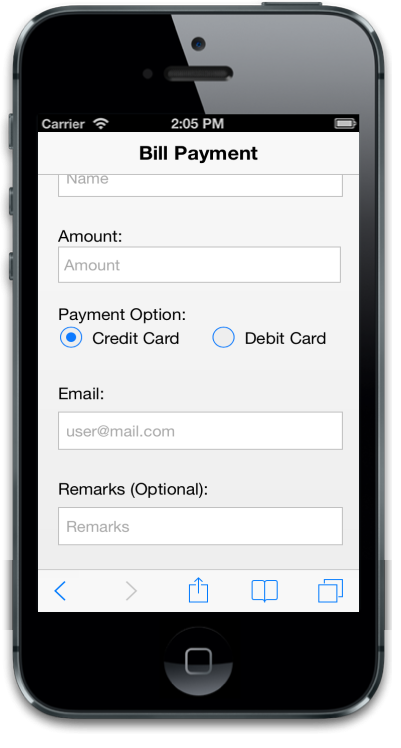 Carrier 2:05 PM
Bill Payment
Name
Amount:
Amount
Payment Option:
Credit Card Debit Card
Email:
user@mail.com
Remarks (Optional):
Remarks